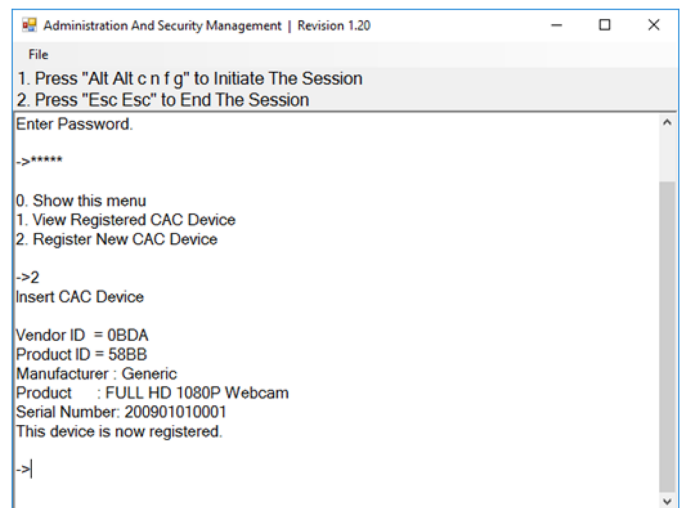 Administration And Security Management | Revision 1.20
File
1. Press "Alt Alt c n f g" to Initiate The Session
2. Press "Esc Esc" to End The Session
Enter Password.
->*****
0. Show this menu
1. View Registered CAC Device
2. Register New CAC Device
->2
Insert CAC Device
Vendor ID = 0BDA
Product ID = 58BB
Manufacturer : Generic
Product : FULL HD 1080P Webcam
Serial Number: 200901010001
This device is now registered.
->